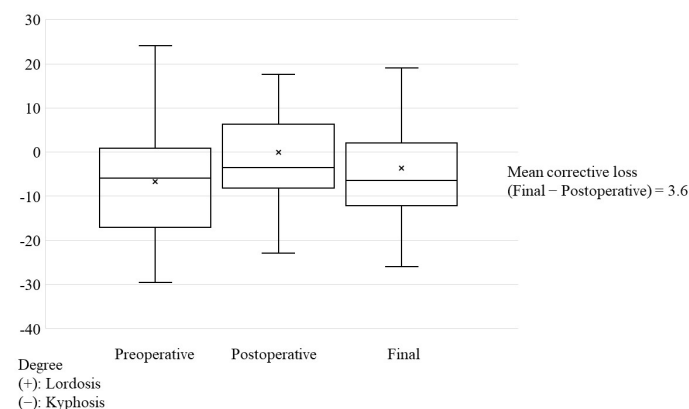 30
20
10
0
-10
-20
-30
-40
Preoperative
Postoperative
Final
Mean corrective loss
(Final − Postoperative) = 3.6
Degree
(+): Lordosis
(−): Kyphosis